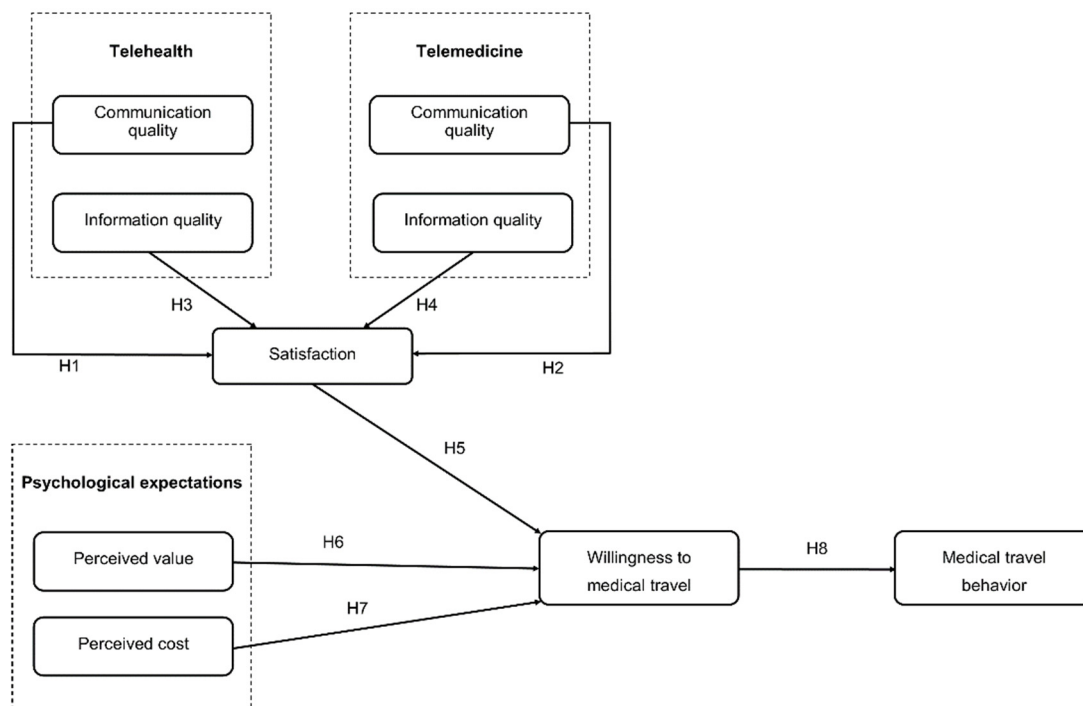 Telehealth
Communication
quality
Information quality
Telemedicine
Communication
quality
Information quality
H3
H4
Satisfaction
H1
H2
H5
Psychological expectations
Perceived value
Perceived cost
H6
H7
Willingness to
medical travel
H8
Medical travel
behavior